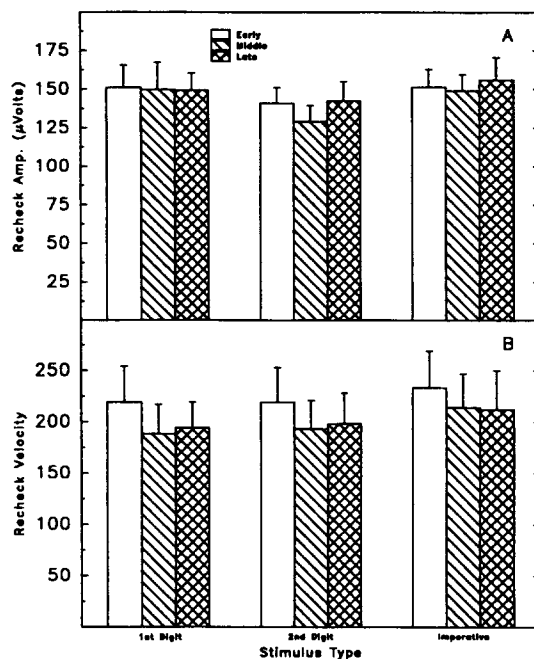 A
Early
Middle
Late
175
150
125
100
75
50
25
Recheck Amp. (μVolts)
B
250
200
150
100
50
Recheck Velocity
1st Digit 2nd Digit Imperative
Stimulus Type